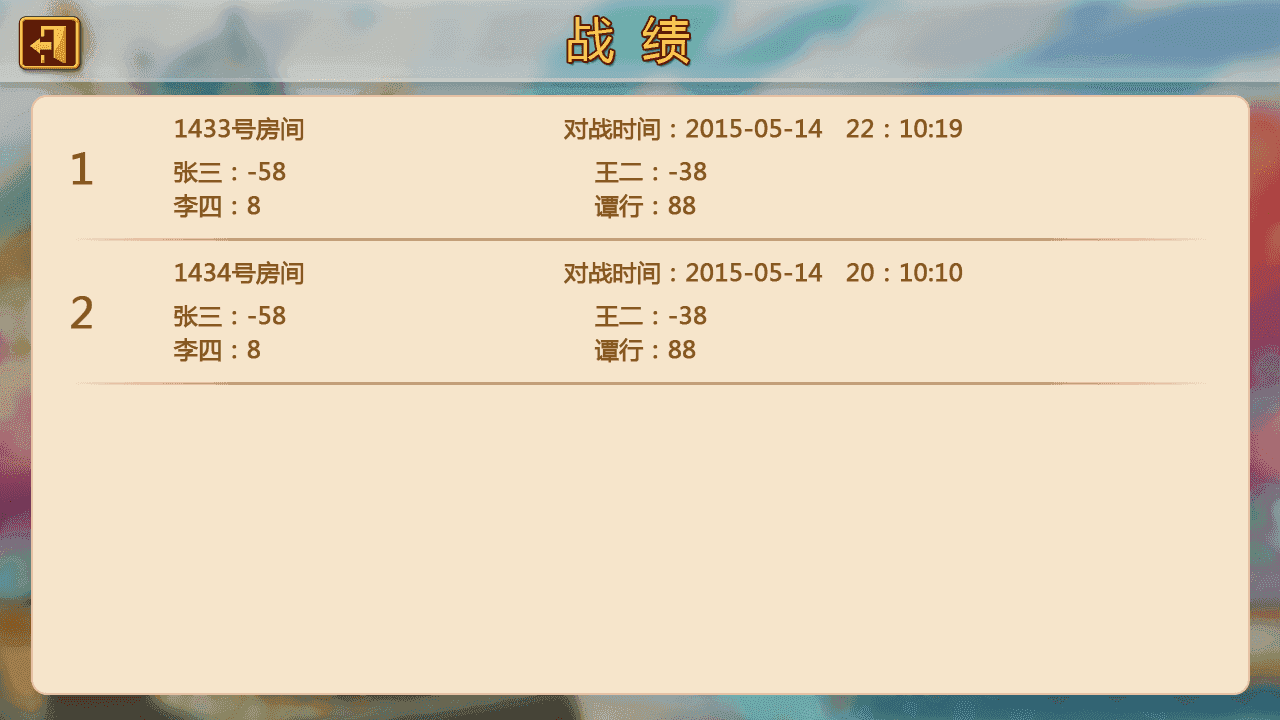 战 绩
1
1433号房间 对战时间：2015-05-14 22：10:19
张三：-58 王二：-38
李四：8 谭行：88
2
1434号房间 对战时间：2015-05-14 20：10:10
张三：-58 王二：-38
李四：8 谭行：88